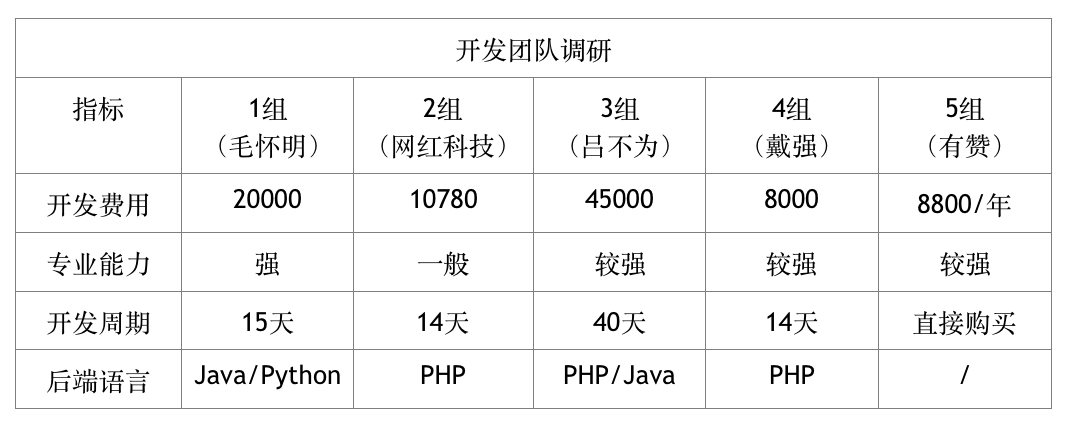 开发团队调研
指标 1组 2组 3组 4组 5组
（毛怀明） （网红科技） （吕不为） （戴强） （有赞）
开发费用 20000 10780 45000 8000 8800/年
专业能力 强 一般 较强 较强 较强
开发周期 15天 14天 40天 14天 直接购买
后端语言 Java/Python PHP PHP/Java PHP /